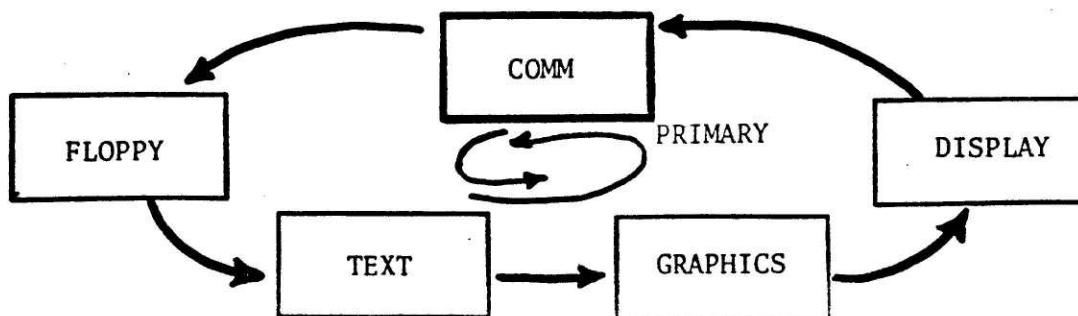 COMM
PRIMARY
FLOPPY
DISPLAY
TEXT
GRAPHICS